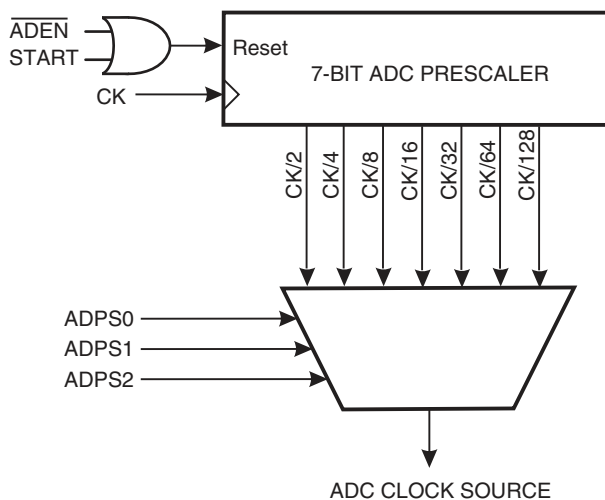 A̅D̅E̅N̅
START
Reset
7-BIT ADC PRESCALER
CK
CK/2
CK/4
CK/8
CK/16
CK/32
CK/64
CK/128
ADPS0
ADPS1
ADPS2
ADC CLOCK SOURCE